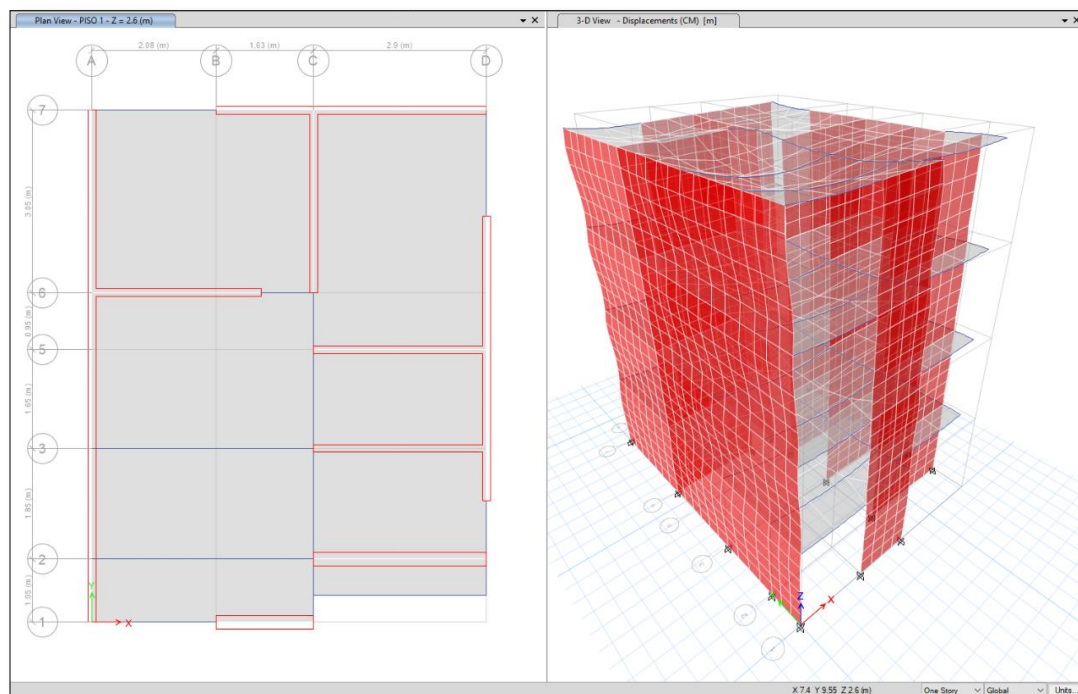 Plan View - PISO 1 - Z = 2.6 (m)
3-D View - Displacements (CM) [m]
2.08 (m)
1.63 (m)
2.9 (m)
A
B
C
D
7
3.05 (m)
6
0.95 (m)
5
1.65 (m)
3
1.85 (m)
2
1.05 (m)
1
Y
X
Z
X
X 7.4 Y 9.55 Z 2.6 (m)
One Story
Global
Units...